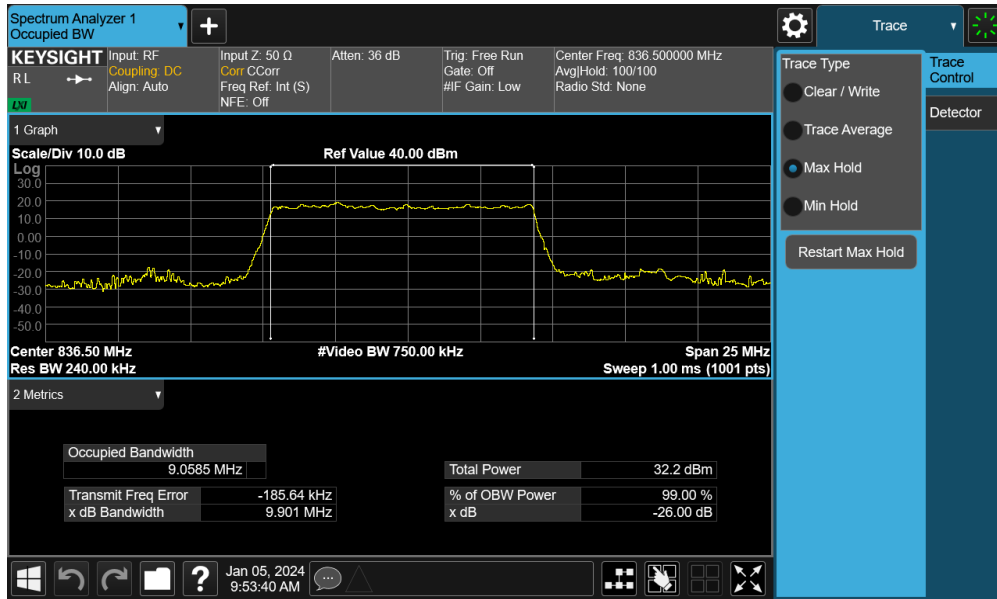 Spectrum Analyzer 1
Occupied BW
+
Trace
KEYSIGHT
R L
LXI
Input: RF
Coupling: DC
Align: Auto
Input Z: 50 Ω
Corr CCorr
Freq Ref: Int (S)
NFE: Off
Atten: 36 dB
Trig: Free Run
Gate: Off
#IF Gain: Low
Center Freq: 836.500000 MHz
Avg|Hold: 100/100
Radio Std: None
Trace Type
Clear / Write
Trace Average
Max Hold
Min Hold
Restart Max Hold
Trace
Control
Detector
1 Graph
Scale/Div 10.0 dB
Ref Value 40.00 dBm
Log
30.0
20.0
10.0
0.00
-10.0
-20.0
-30.0
-40.0
-50.0
Center 836.50 MHz
#Video BW 750.00 kHz
Span 25 MHz
Res BW 240.00 kHz
Sweep 1.00 ms (1001 pts)
2 Metrics
Occupied Bandwidth
9.0585 MHz
Total Power 32.2 dBm
Transmit Freq Error -185.64 kHz
% of OBW Power 99.00 %
x dB Bandwidth 9.901 MHz
x dB -26.00 dB
?
Jan 05, 2024
9:53:40 AM